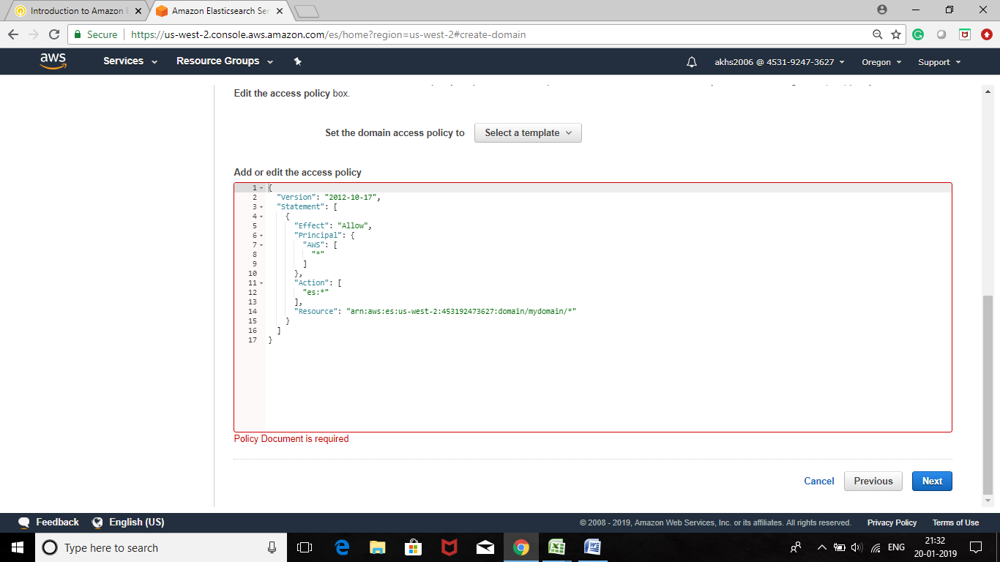 Introduction to Amazon E
Amazon Elasticsearch Ser
Secure
https://us-west-2.console.aws.amazon.com/es/home?region=us-west-2#create-domain
aws
Services
Resource Groups
akhs2006 @ 4531-9247-3627
Oregon
Support
Edit the access policy box.
Set the domain access policy to
Select a template
Add or edit the access policy
1 {
2 "Version": "2012-10-17",
3 "Statement": [
4 {
5 "Effect": "Allow",
6 "Principal": {
7 "AWS": [
8 "*"
9 ]
10 },
11 "Action": [
12 "es:*"
13 ],
14 "Resource": "arn:aws:es:us-west-2:453192473627:domain/mydomain/*"
15 }
16 ]
17 }
Policy Document is required
Cancel
Previous
Next
Feedback
English (US)
© 2008 - 2019, Amazon Web Services, Inc. or its affiliates. All rights reserved.
Privacy Policy
Terms of Use
Type here to search
ENG
21:32
20-01-2019